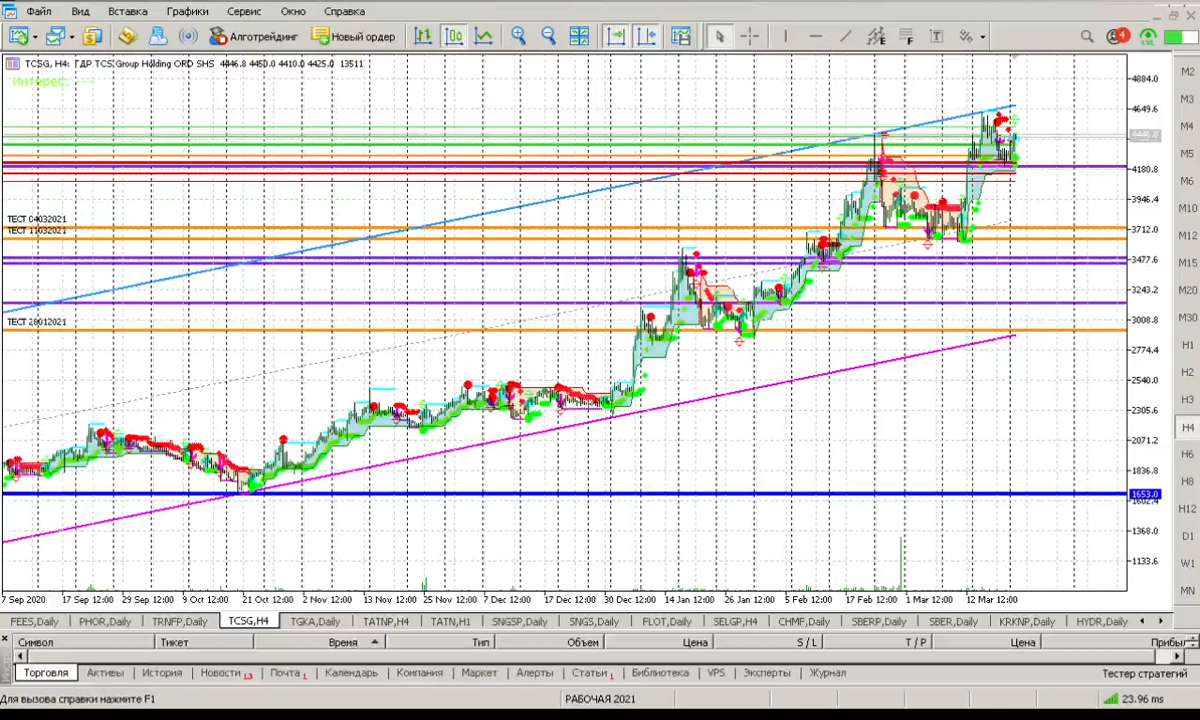 Файл Вид Вставка Графики Сервис Окно Справка
Алготрейдинг Новый ордер 4 LVL
TCSG, H4: ГДР TCS Group Holding ORD SHS 4446.8 4450.0 4410.0 4425.0 13511
Интерес: ---
4884.0
4649.6
4446.8
4180.8
3946.4
ТЕСТ 04032021
3712.0
ТЕСТ 11032021
3477.6
3243.2
ТЕСТ 28012021
3008.8
2774.4
2540.0
2305.6
2071.2
1836.8
1653.0
1602.4
1368.0
1133.6
7 Sep 2020 17 Sep 12:00 29 Sep 12:00 9 Oct 12:00 21 Oct 12:00 2 Nov 12:00 13 Nov 12:00 25 Nov 12:00 7 Dec 12:00 17 Dec 12:00 30 Dec 12:00 14 Jan 12:00 26 Jan 12:00 5 Feb 12:00 17 Feb 12:00 1 Mar 12:00 12 Mar 12:00
M2
M3
M4
M5
M6
M10
M12
M15
M20
M30
H1
H2
H3
H4
H6
H8
H12
D1
W1
MN
FEES,Daily PHOR,Daily TRNFP,Daily TCSG,H4 TGKA,Daily TATNP,H4 TATN,H1 SNGSP,Daily SNGS,Daily FLOT,Daily SELGP,H4 CHMF,Daily SBERP,Daily SBER,Daily KRKNP,Daily HYDR,Daily
Символ Тикет Время Тип Объем Цена S / L T / P Цена Прибы
Торговля Активы История Новости 13 Почта 1 Календарь Компания Маркет Алерты Статьи 1 Библиотека VPS Эксперты Журнал Тестер стратегий
Для вызова справки нажмите F1 РАБОЧАЯ 2021 23.96 ms